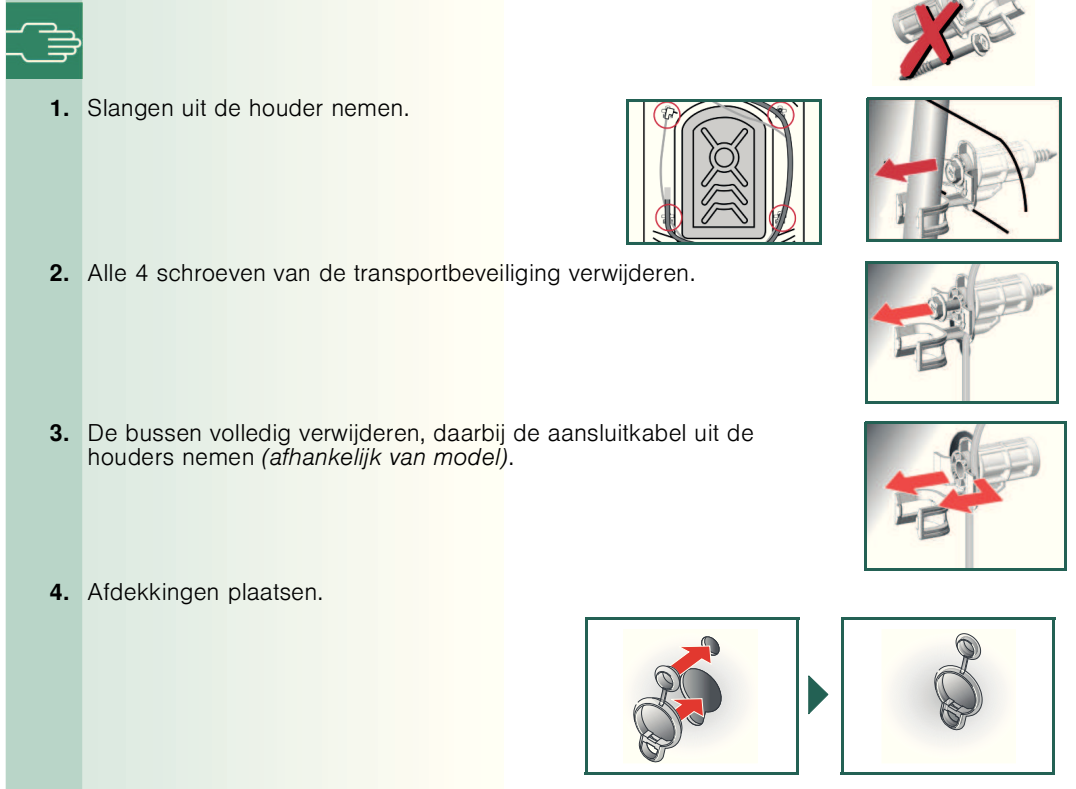 1. Slangen uit de houder nemen.
2. Alle 4 schroeven van de transportbeveiliging verwijderen.
3. De bussen volledig verwijderen, daarbij de aansluitkabel uit de
houders nemen (afhankelijk van model).
4. Afdekkingen plaatsen.